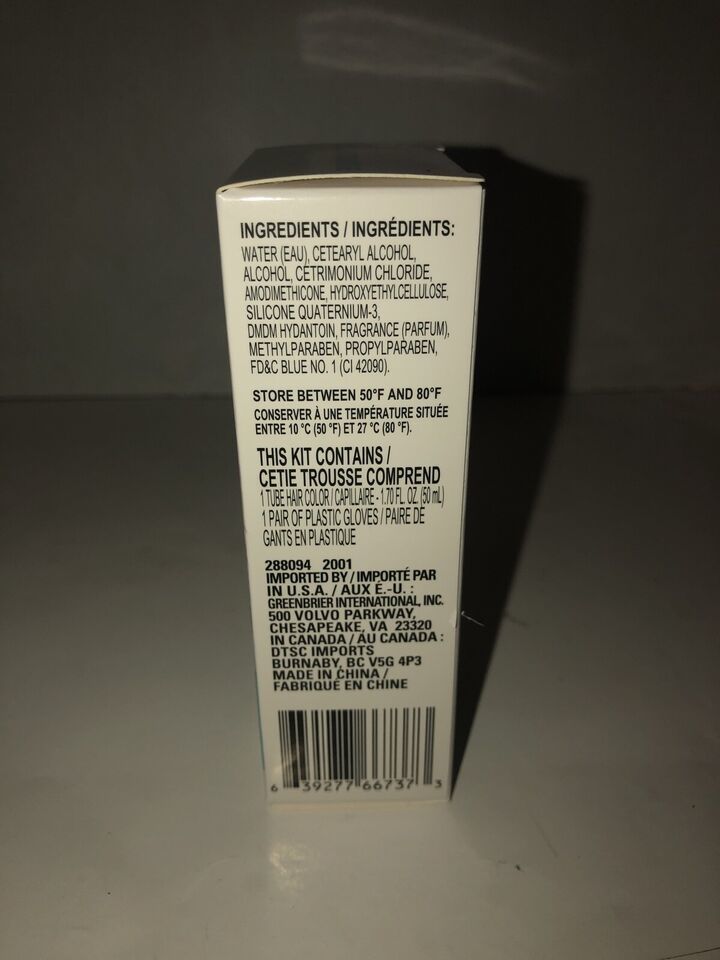 INGREDIENTS / INGRÉDIENTS:
WATER (EAU), CETEARYL ALCOHOL,
ALCOHOL, CETRIMONIUM CHLORIDE,
AMODIMETHICONE, HYDROXYETHYLCELLULOSE,
SILICONE QUATERNIUM-3,
DMDM HYDANTOIN, FRAGRANCE (PARFUM),
METHYLPARABEN, PROPYLPARABEN,
FD&C BLUE NO. 1 (CI 42090).
STORE BETWEEN 50°F AND 80°F
CONSERVER À UNE TEMPÉRATURE SITUÉE
ENTRE 10 °C (50 °F) ET 27 °C (80 °F).
THIS KIT CONTAINS /
CETIE TROUSSE COMPREND
1 TUBE HAIR COLOR / CAPILLAIRE - 1.70 FL. OZ. (50 mL)
1 PAIR OF PLASTIC GLOVES / PAIRE DE
GANTS EN PLASTIQUE
288094 2001
IMPORTED BY / IMPORTÉ PAR
IN U.S.A. / AUX É.-U. :
GREENBRIER INTERNATIONAL, INC.
500 VOLVO PARKWAY,
CHESAPEAKE, VA 23320
IN CANADA / AU CANADA :
DTSC IMPORTS
BURNABY, BC V5G 4P3
MADE IN CHINA /
FABRIQUÉ EN CHINE
6 39277 66737 3